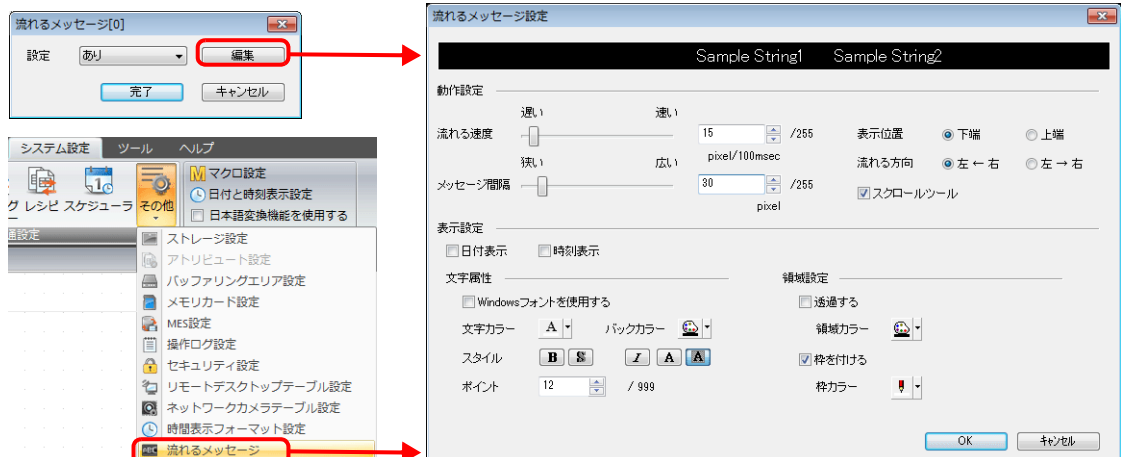 流れるメッセージ[0]
設定 あり 編集
完了 キャンセル
システム設定 ツール ヘルプ
グ レシピ スケジューラ その他
マクロ設定
日付と時刻表示設定
日本語変換機能を使用する
通設定
ストレージ設定
アトリビュート設定
バッファリングエリア設定
メモリカード設定
MES設定
操作ログ設定
セキュリティ設定
リモートデスクトップテーブル設定
ネットワークカメラテーブル設定
時間表示フォーマット設定
ABC 流れるメッセージ
流れるメッセージ設定
Sample String1 Sample String2
動作設定
遅い 速い
流れる速度 15 /255 表示位置 下端 上端
pixel/100msec
狭い 広い 流れる方向 左 ← 右 左 → 右
メッセージ間隔 30 /255 スクロールツール
pixel
表示設定
日付表示 時刻表示
文字属性 領域設定
Windowsフォントを使用する 透過する
文字カラー A バックカラー 領域カラー
スタイル B S I A A 枠を付ける
ポイント 12 / 999 枠カラー
OK キャンセル